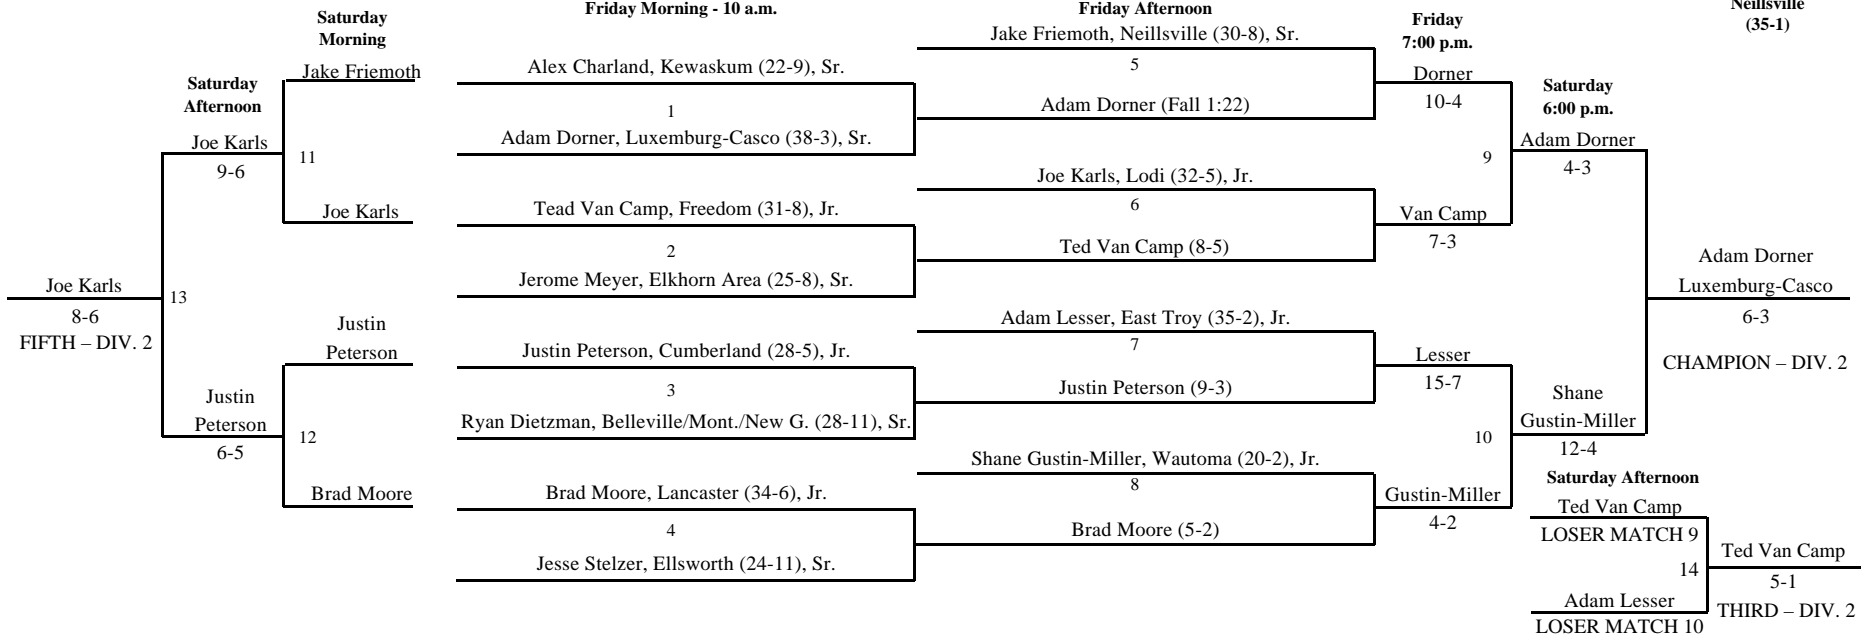 Saturday
Afternoon
Joe Karls
9-6
Joe Karls
8-6
FIFTH – DIV. 2
13
Justin
Peterson
6-5
Saturday
Morning
Jake Friemoth
11
Joe Karls
Justin
Peterson
12
Brad Moore
Friday Morning - 10 a.m.
Alex Charland, Kewaskum (22-9), Sr.
1
Adam Dorner, Luxemburg-Casco (38-3), Sr.
Tead Van Camp, Freedom (31-8), Jr.
2
Jerome Meyer, Elkhorn Area (25-8), Sr.
Justin Peterson, Cumberland (28-5), Jr.
3
Ryan Dietzman, Belleville/Mont./New G. (28-11), Sr.
Brad Moore, Lancaster (34-6), Jr.
4
Jesse Stelzer, Ellsworth (24-11), Sr.
Friday Afternoon
Jake Friemoth, Neillsville (30-8), Sr.
5
Adam Dorner (Fall 1:22)
Joe Karls, Lodi (32-5), Jr.
6
Ted Van Camp (8-5)
Adam Lesser, East Troy (35-2), Jr.
7
Justin Peterson (9-3)
Shane Gustin-Miller, Wautoma (20-2), Jr.
8
Brad Moore (5-2)
Friday
7:00 p.m.
Dorner
10-4
9
Van Camp
7-3
Lesser
15-7
10
Gustin-Miller
4-2
Saturday
6:00 p.m.
Adam Dorner
4-3
Shane
Gustin-Miller
12-4
Neillsville
(35-1)
Adam Dorner
Luxemburg-Casco
6-3
CHAMPION – DIV. 2
Saturday Afternoon
Ted Van Camp
LOSER MATCH 9
14
Adam Lesser
LOSER MATCH 10
Ted Van Camp
5-1
THIRD – DIV. 2